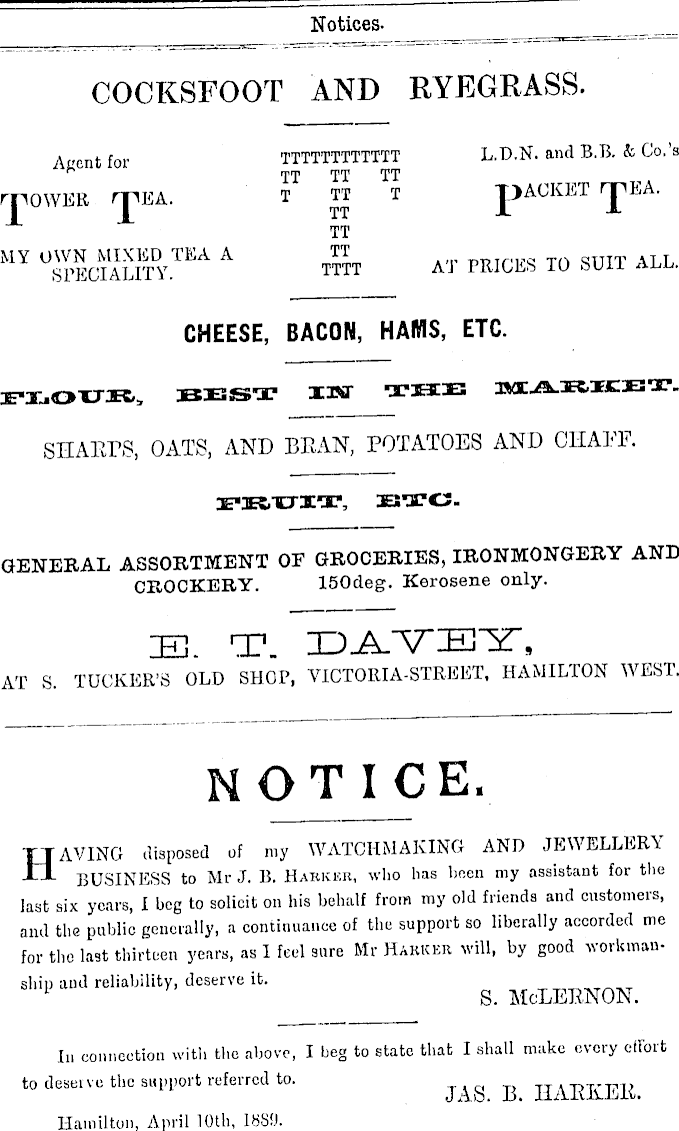 Notices.
COCKSFOOT AND RYEGRASS.
Agent for
TOWER TEA.
MY OWN MIXED TEA A
SPECIALITY.
TTTTTTTTTTTT
TT TT TT
T TT T
TT
TT
TT
TTTT
L.D.N. and B.B. & Co.'s
PACKET TEA.
AT PRICES TO SUIT ALL.
CHEESE, BACON, HAMS, ETC.
FLOUR, BEST IN THE MARKET.
SHARPS, OATS, AND BRAN, POTATOES AND CHAFF.
FRUIT, ETC.
GENERAL ASSORTMENT OF GROCERIES, IRONMONGERY AND
CROCKERY. 150deg. Kerosene only.
E. T. DAVEY,
AT S. TUCKER'S OLD SHOP, VICTORIA-STREET, HAMILTON WEST.
NOTICE.
HAVING disposed of my WATCHMAKING AND JEWELLERY
BUSINESS to Mr J. B. HARKER, who has been my assistant for the
last six years, I beg to solicit on his behalf from my old friends and customers,
and the public generally, a continuance of the support so liberally accorded me
for the last thirteen years, as I feel sure Mr HARKER will, by good workman-
ship and reliability, deserve it.
S. McLERNON.
In connection with the above, I beg to state that I shall make every effort
to deserve the support referred to.
JAS. B. HARKER.
Hamilton, April 10th, 1889.